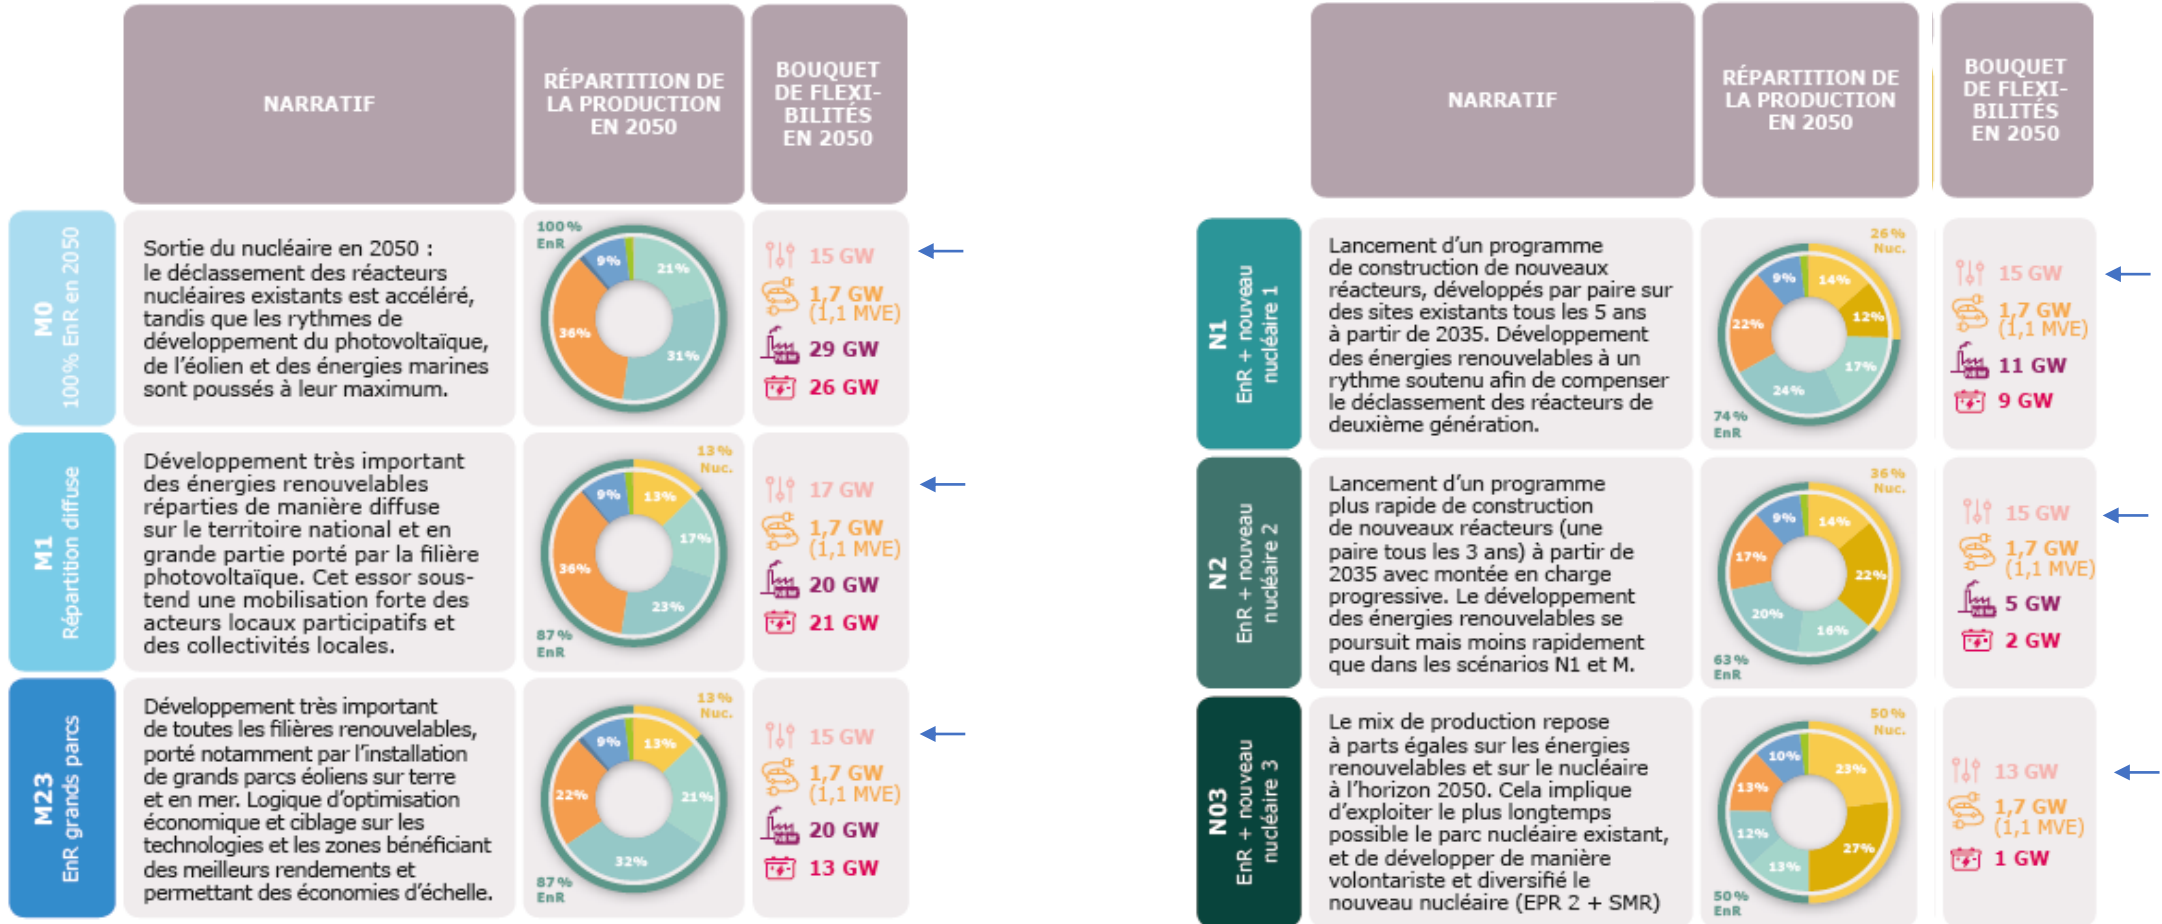 NARRATIF
RÉPARTITION DE
LA PRODUCTION
EN 2050
BOUQUET
DE FLEXI-
BILITÉS
EN 2050
M0
100% EnR en 2050
Sortie du nucléaire en 2050 :
le déclassement des réacteurs
nucléaires existants est accéléré,
tandis que les rythmes de
développement du photovoltaïque,
de l'éolien et des énergies marines
sont poussés à leur maximum.
100%
EnR
9%
21%
36%
31%
15 GW
1,7 GW
(1,1 MVE)
NEW
29 GW
26 GW
M1
Répartition diffuse
Développement très important
des énergies renouvelables
réparties de manière diffuse
sur le territoire national et en
grande partie porté par la filière
photovoltaïque. Cet essor sous-
tend une mobilisation forte des
acteurs locaux participatifs et
des collectivités locales.
13%
Nuc.
9%
13%
17%
36%
23%
87%
EnR
17 GW
1,7 GW
(1,1 MVE)
NEW
20 GW
21 GW
M23
EnR grands parcs
Développement très important
de toutes les filières renouvelables,
porté notamment par l'installation
de grands parcs éoliens sur terre
et en mer. Logique d'optimisation
économique et ciblage sur les
technologies et les zones bénéficiant
des meilleurs rendements et
permettant des économies d'échelle.
13%
Nuc.
9%
13%
22%
21%
32%
87%
EnR
15 GW
1,7 GW
(1,1 MVE)
NEW
20 GW
13 GW
NARRATIF
RÉPARTITION DE
LA PRODUCTION
EN 2050
BOUQUET
DE FLEXI-
BILITÉS
EN 2050
N1
EnR + nouveau
nucléaire 1
Lancement d'un programme
de construction de nouveaux
réacteurs, développés par paire sur
des sites existants tous les 5 ans
à partir de 2035. Développement
des énergies renouvelables à un
rythme soutenu afin de compenser
le déclassement des réacteurs de
deuxième génération.
26%
Nuc.
9%
14%
22%
12%
17%
24%
74%
EnR
15 GW
1,7 GW
(1,1 MVE)
NEW
11 GW
9 GW
N2
EnR + nouveau
nucléaire 2
Lancement d'un programme
plus rapide de construction
de nouveaux réacteurs (une
paire tous les 3 ans) à partir de
2035 avec montée en charge
progressive. Le développement
des énergies renouvelables se
poursuit mais moins rapidement
que dans les scénarios N1 et M.
36%
Nuc.
9%
14%
17%
22%
20%
16%
63%
EnR
15 GW
1,7 GW
(1,1 MVE)
NEW
5 GW
2 GW
N03
EnR + nouveau
nucléaire 3
Le mix de production repose
à parts égales sur les énergies
renouvelables et sur le nucléaire
à l'horizon 2050. Cela implique
d'exploiter le plus longtemps
possible le parc nucléaire existant,
et de développer de manière
volontariste et diversifié le
nouveau nucléaire (EPR 2 + SMR)
50%
Nuc.
10%
23%
13%
12%
27%
13%
50%
EnR
13 GW
1,7 GW
(1,1 MVE)
1 GW